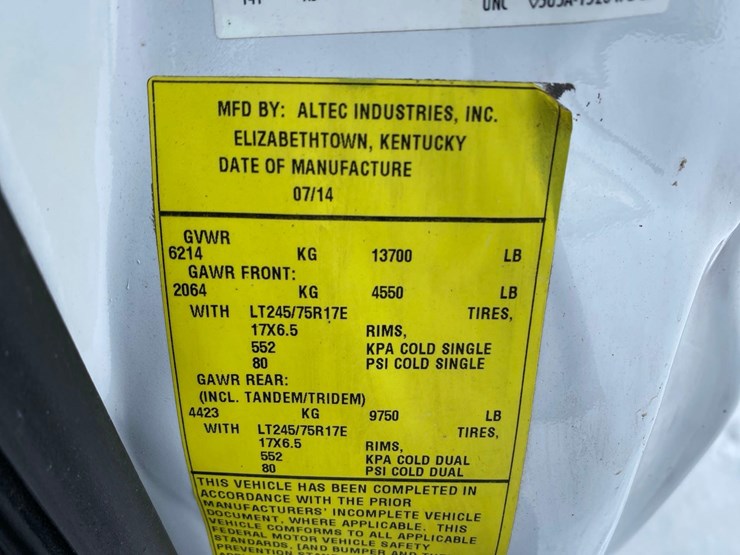 UNC
MFD BY: ALTEC INDUSTRIES, INC.
ELIZABETHTOWN, KENTUCKY
DATE OF MANUFACTURE
07/14
GVWR
6214 KG 13700 LB
GAWR FRONT:
2064 KG 4550 LB
WITH LT245/75R17E TIRES,
17X6.5 RIMS,
552 KPA COLD SINGLE
80 PSI COLD SINGLE
GAWR REAR:
(INCL. TANDEM/TRIDEM)
4423 KG 9750 LB
WITH LT245/75R17E TIRES,
17X6.5 RIMS,
552 KPA COLD DUAL
80 PSI COLD DUAL
THIS VEHICLE HAS BEEN COMPLETED IN
ACCORDANCE WITH THE PRIOR
MANUFACTURERS' INCOMPLETE VEHICLE
DOCUMENT, WHERE APPLICABLE. THIS
VEHICLE CONFORMS TO ALL APPLICABLE
FEDERAL MOTOR VEHICLE SAFETY
STANDARDS, [AND BUMPER AND
PREVENTION